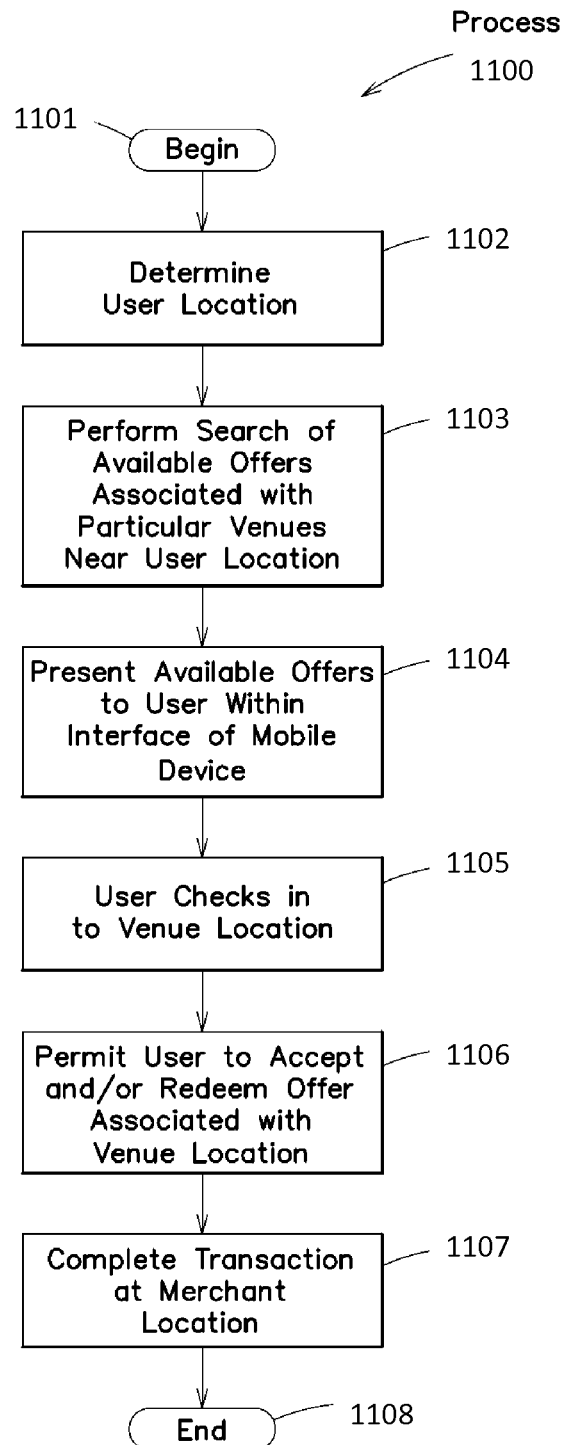 Process
1100
1101
Begin
1102
Determine
User Location
1103
Perform Search of
Available Offers
Associated with
Particular Venues
Near User Location
1104
Present Available Offers
to User Within
Interface of Mobile
Device
1105
User Checks in
to Venue Location
1106
Permit User to Accept
and/or Redeem Offer
Associated with
Venue Location
1107
Complete Transaction
at Merchant
Location
1108
End